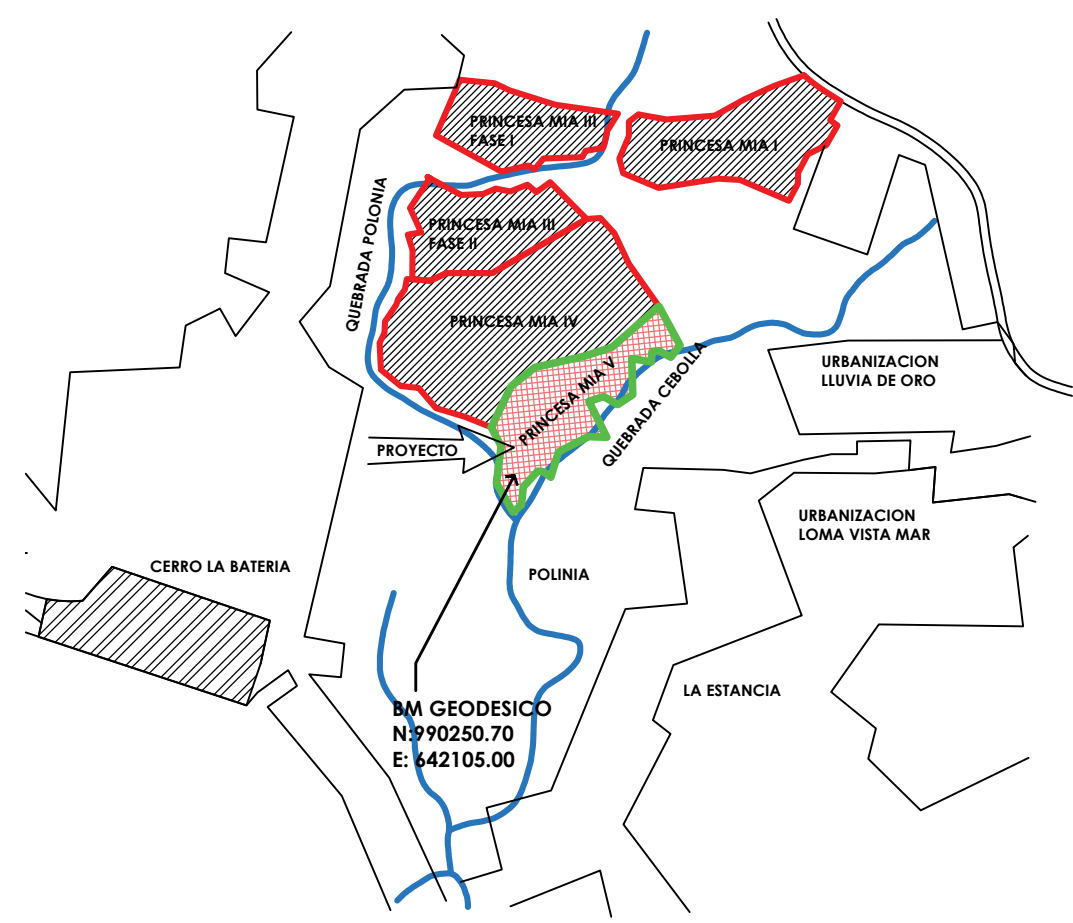 PRINCESA MIA III
FASE I
PRINCESA MIA I
QUEBRADA POLONIA
PRINCESA MIA III
FASE II
PRINCESA MIA IV
PRINCESA MIA V
QUEBRADA CEBOLLA
URBANIZACION
LLUVIA DE ORO
PROYECTO
URBANIZACION
LOMA VISTA MAR
CERRO LA BATERIA
POLINIA
LA ESTANCIA
BM GEODESICO
N:990250.70
E: 642105.00